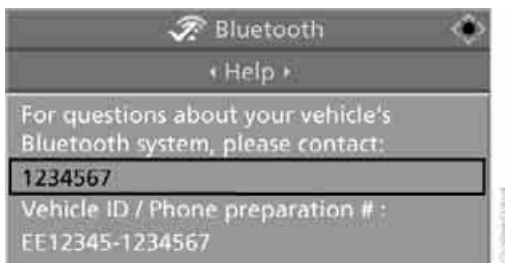 Bluetooth
Help
For questions about your vehicle's
Bluetooth system, please contact:
1234567
Vehicle ID / Phone preparation # :
EE12345-1234567